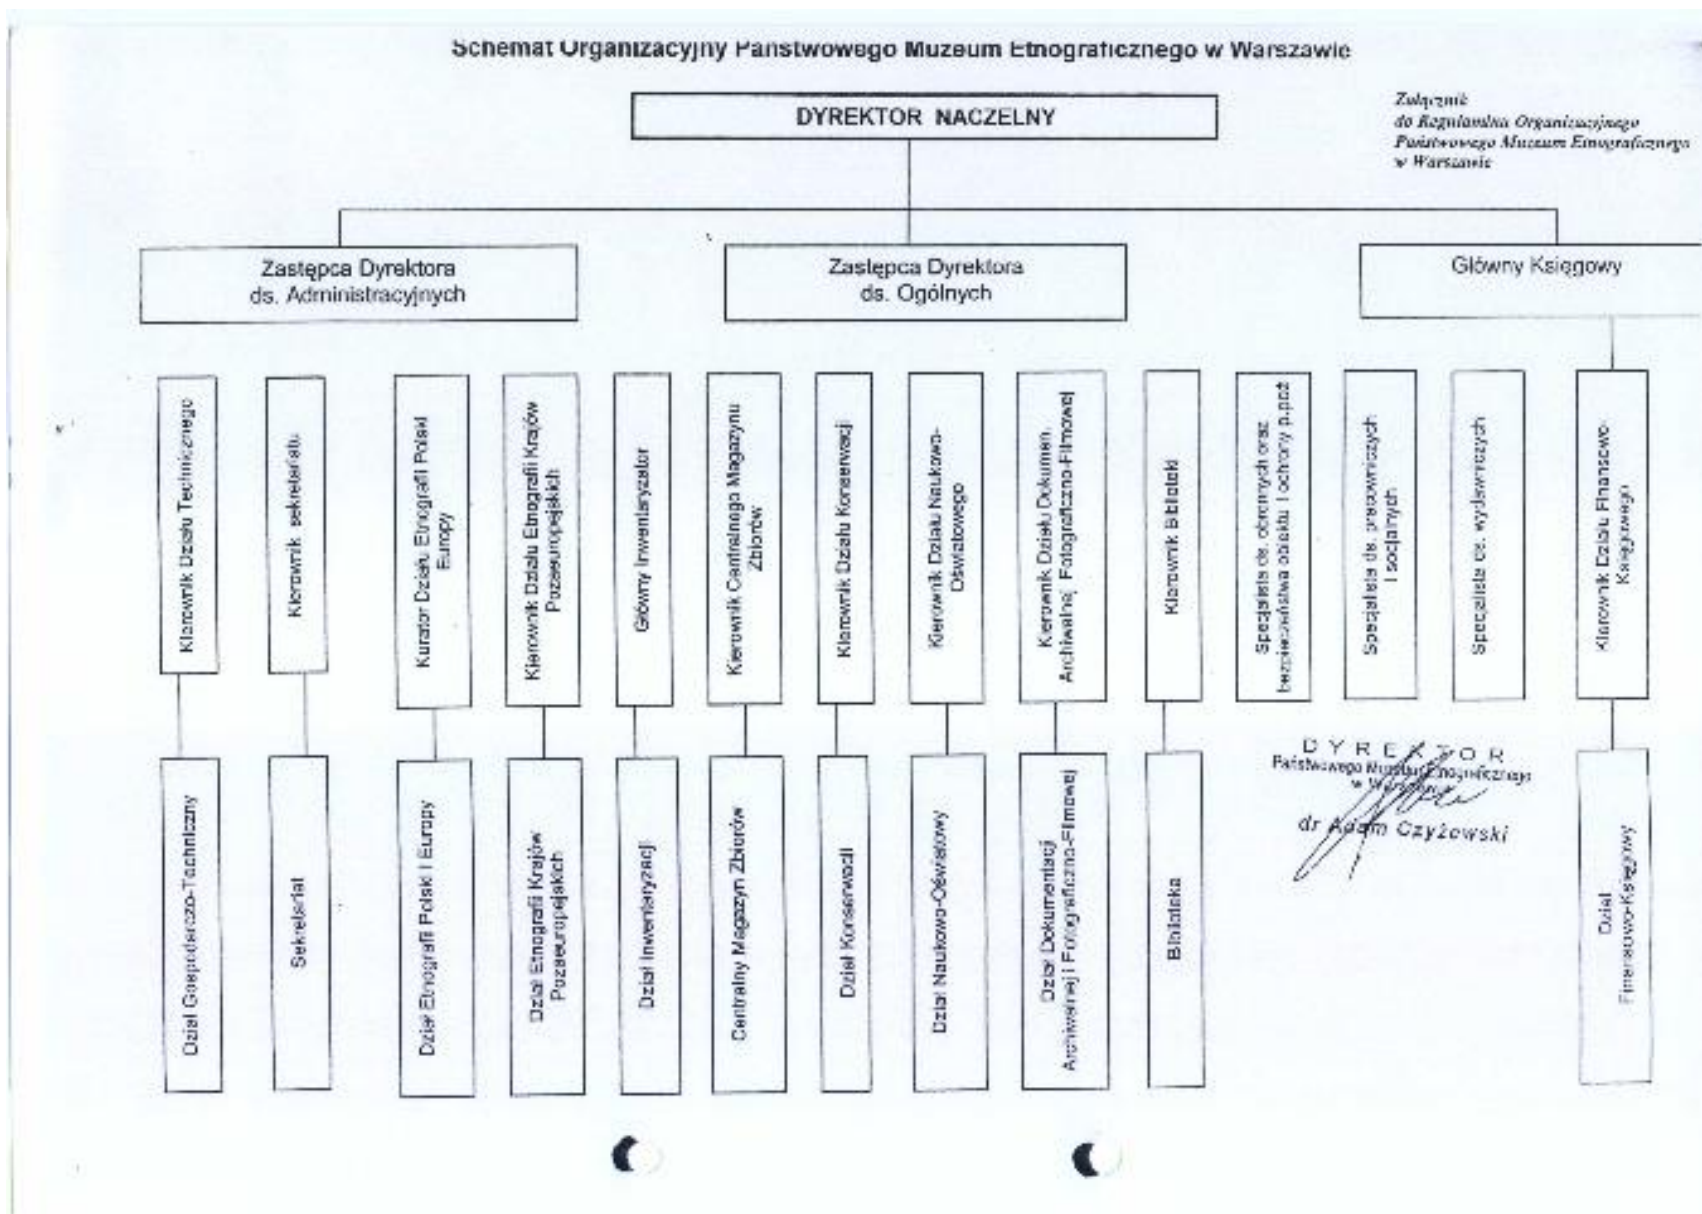 Schemat Organizacyjny Państwowego Muzeum Etnograficznego w Warszawie
DYREKTOR NACZELNY
Załącznik
do Regulaminu Organizacyjnego
Państwowego Muzeum Etnograficznego
w Warszawie
Zastępca Dyrektora
ds. Administracyjnych
Zastępca Dyrektora
ds. Ogólnych
Główny Księgowy
Kierownik Działu Technicznego
Kierownik sekretariatu
Kurator Działu Etnografii Polski
Europy
Kierownik Działu Etnografii Krajów
Pozaeuropejskich
Główny Inwentaryzator
Kierownik Centralnego Magazynu
Zbiorów
Kierownik Działu Konserwacji
Kierownik Działu Naukowo-
Oświatowego
Kierownik Działu Dokumen.
Archiwalnej Fotograficzno-Filmowej
Kierownik Biblioteki
Specjalista ds. obronnych oraz
bezpieczeństwa obiektu i ochrony p.poż
Specjalista ds. pracowniczych
i socjalnych
Specjalista ds. wydawniczych
Kierownik Działu Finansowo-
Księgowego
Dział Gospodarczo-Techniczny
Sekretariat
Dział Etnografii Polski i Europy
Dział Etnografii Krajów
Pozaeuropejskich
Dział Inwentaryzacji
Centralny Magazyn Zbiorów
Dział Konserwacji
Dział Naukowo-Oświatowy
Dział Dokumentacji
Archiwalnej i Fotograficzno-Filmowej
Biblioteka
DYREKTOR
Państwowego Muzeum Etnograficznego
w Warszawie
dr Adam Czyżewski
Dział
Finansowo-Księgowy